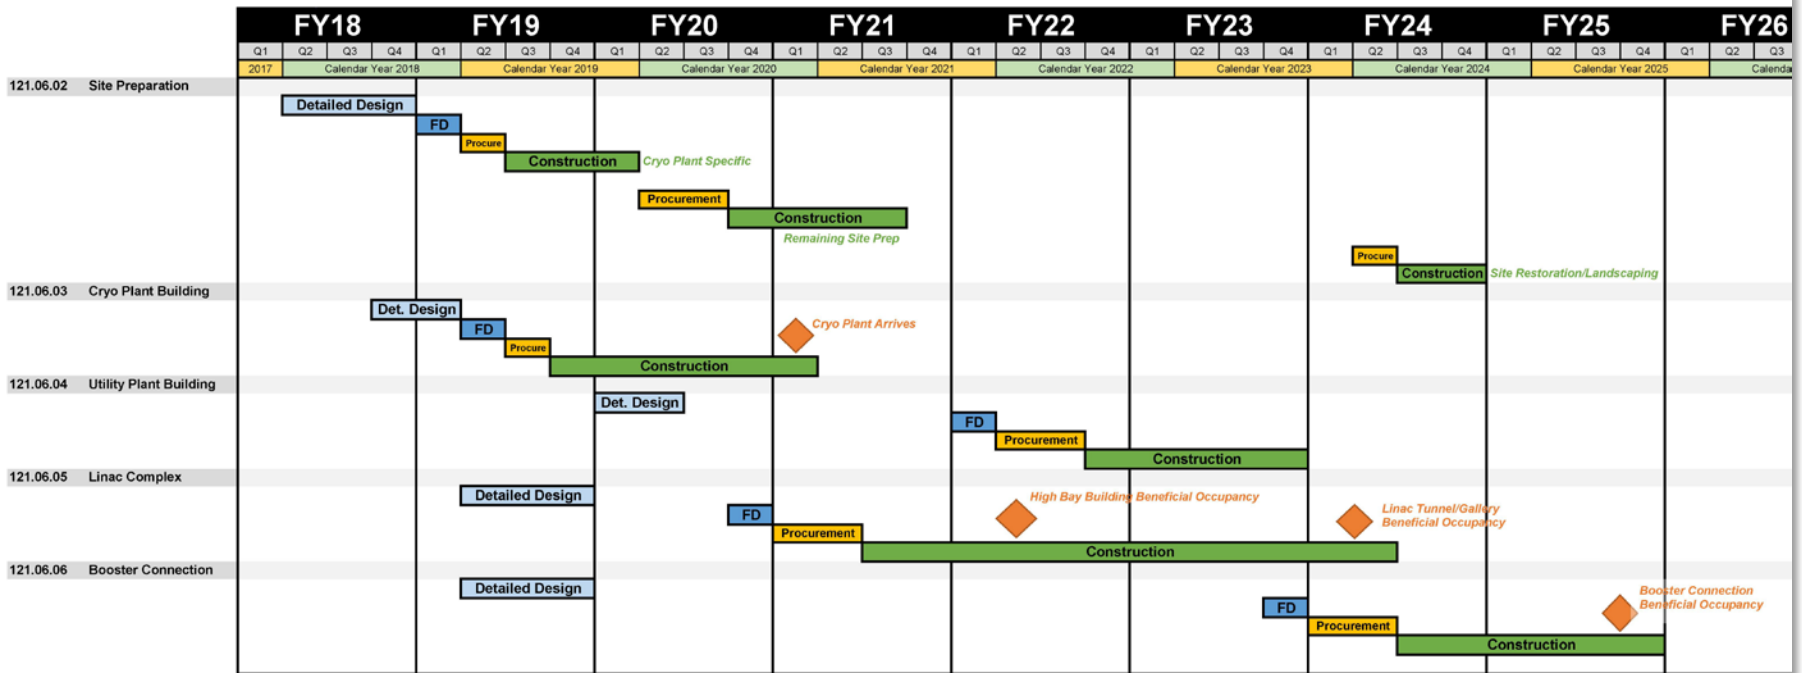 FY18 FY19 FY20 FY21 FY22 FY23 FY24 FY25 FY26
Q1 Q2 Q3 Q4 Q1 Q2 Q3 Q4 Q1 Q2 Q3 Q4 Q1 Q2 Q3 Q4 Q1 Q2 Q3 Q4 Q1 Q2 Q3 Q4 Q1 Q2 Q3 Q4 Q1 Q2 Q3 Q4 Q1 Q2 Q3
2017 Calendar Year 2018 Calendar Year 2019 Calendar Year 2020 Calendar Year 2021 Calendar Year 2022 Calendar Year 2023 Calendar Year 2024 Calendar Year 2025 Calenda
121.06.02 Site Preparation
Detailed Design
FD
Procure
Construction Cryo Plant Specific
Procurement
Construction
Remaining Site Prep
Procure
Construction Site Restoration/Landscaping
121.06.03 Cryo Plant Building
Det. Design
Cryo Plant Arrives
FD
Procure
Construction
121.06.04 Utility Plant Building
Det. Design
FD
Procurement
Construction
121.06.05 Linac Complex
Detailed Design
High Bay Building Beneficial Occupancy
Linac Tunnel/Gallery
Beneficial Occupancy
FD
Procurement
Construction
121.06.06 Booster Connection
Detailed Design
Booster Connection
Beneficial Occupancy
FD
Procurement
Construction